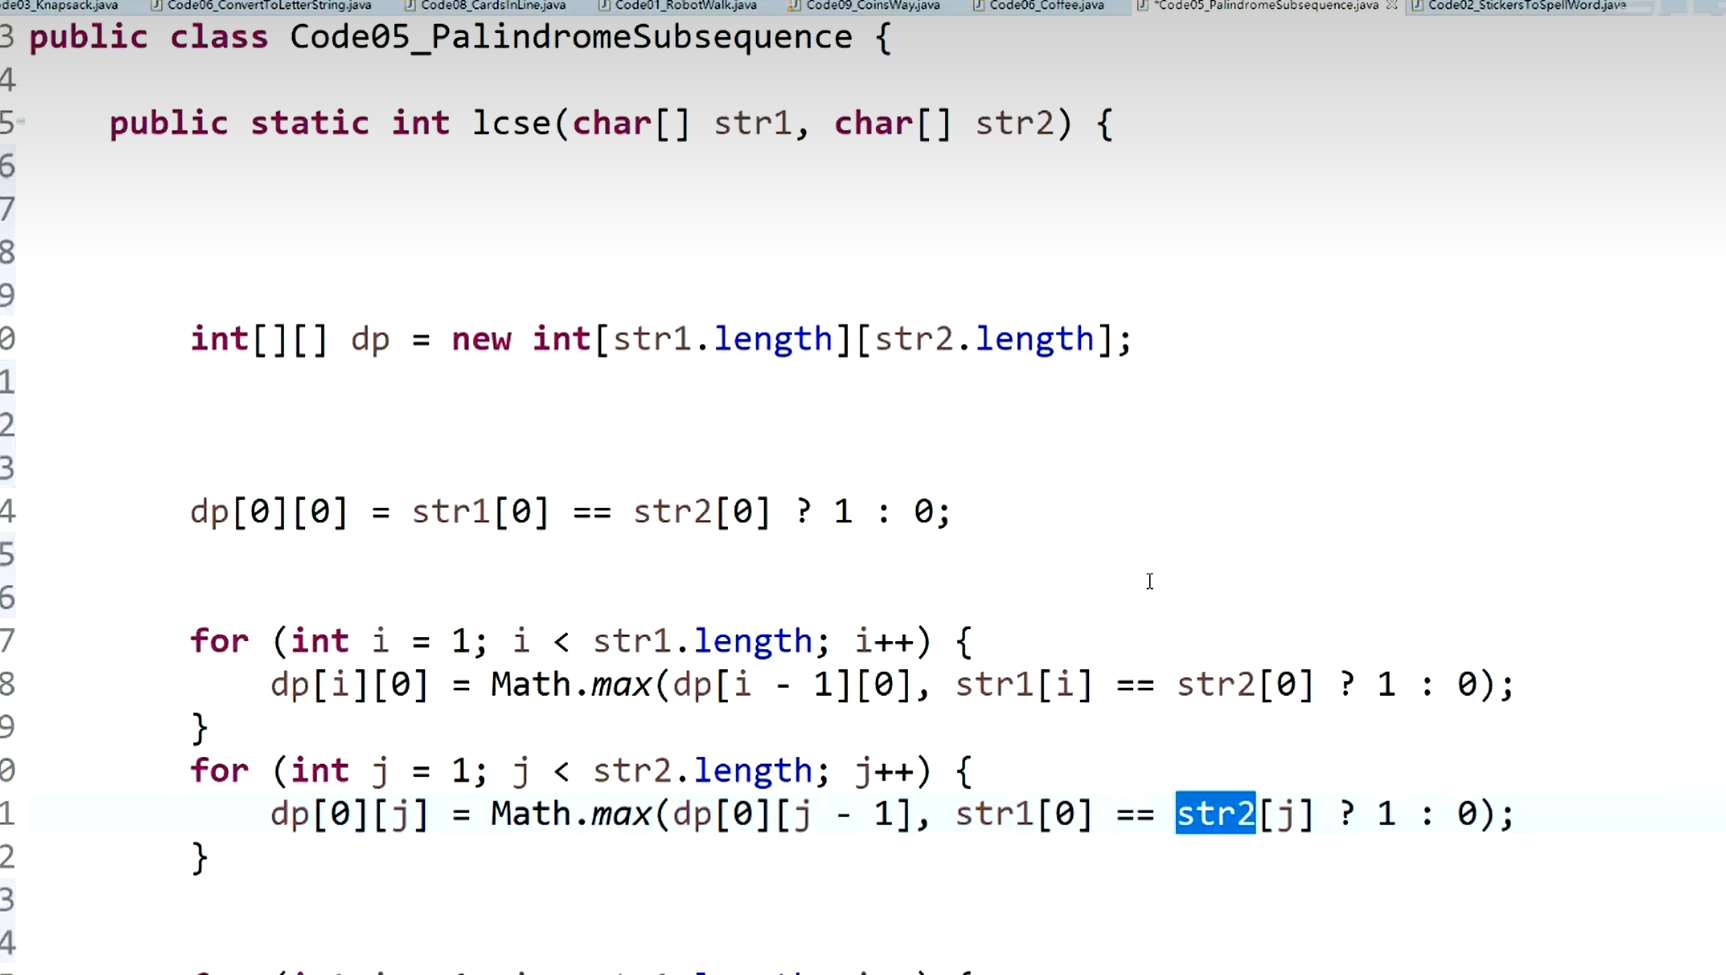 de03_Knapsack.java Code06_ConvertToLetterString.java Code08_CardsInLine.java Code01_RobotWalk.java Code09_CoinsWay.java Code06_Coffee.java *Code05_PalindromeSubsequence.java Code02_StickersToSpellWord.java
3 public class Code05_PalindromeSubsequence {
4
5 public static int lcse(char[] str1, char[] str2) {
6
7
8
9
0 int[][] dp = new int[str1.length][str2.length];
1
2
3
4 dp[0][0] = str1[0] == str2[0] ? 1 : 0;
5
6
7 for (int i = 1; i < str1.length; i++) {
8 dp[i][0] = Math.max(dp[i - 1][0], str1[i] == str2[0] ? 1 : 0);
9 }
0 for (int j = 1; j < str2.length; j++) {
1 dp[0][j] = Math.max(dp[0][j - 1], str1[0] == str2[j] ? 1 : 0);
2 }
3
4